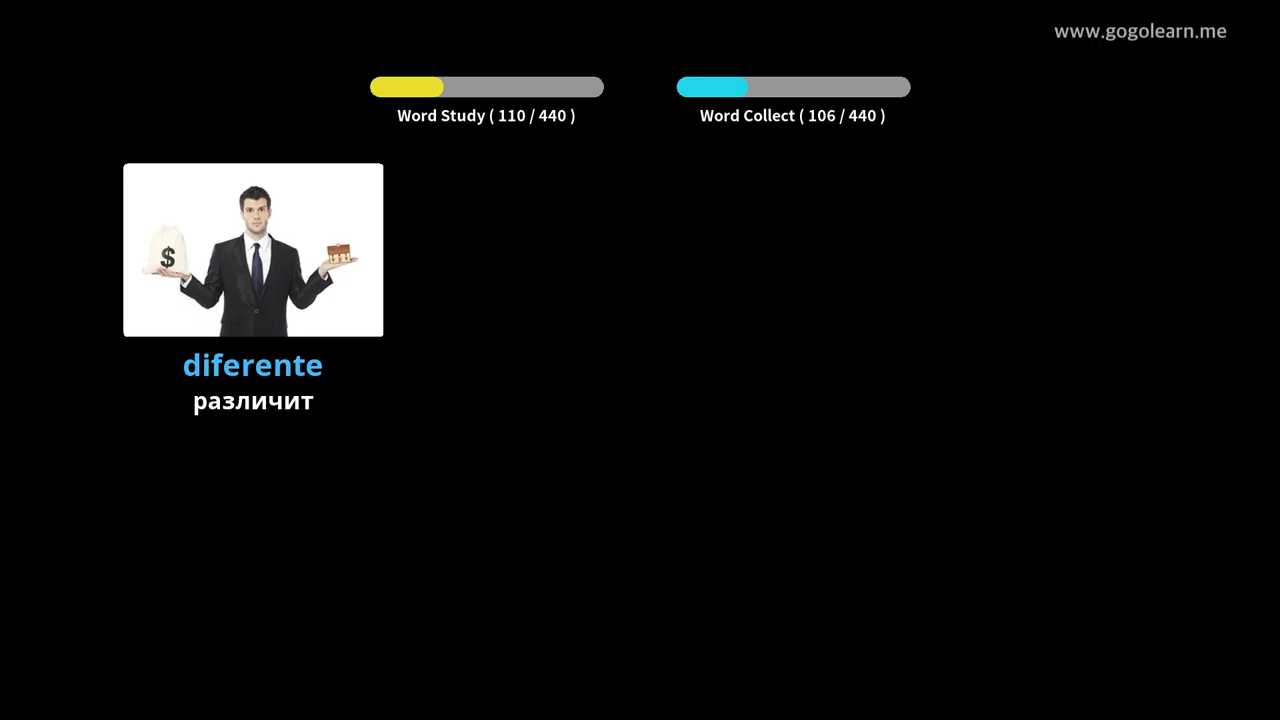 www.gogolearn.me
Word Study ( 110 / 440 )
Word Collect ( 106 / 440 )
$
diferente
различит